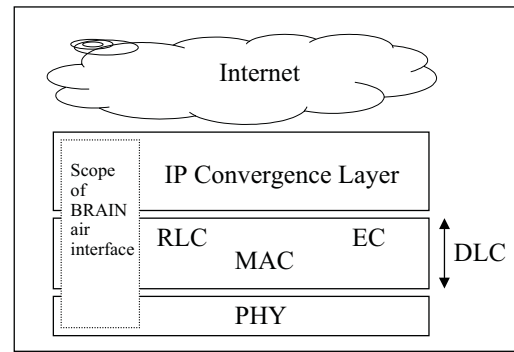 Internet
Scope
of
BRAIN
air
interface
IP Convergence Layer
RLC EC
MAC
DLC
PHY